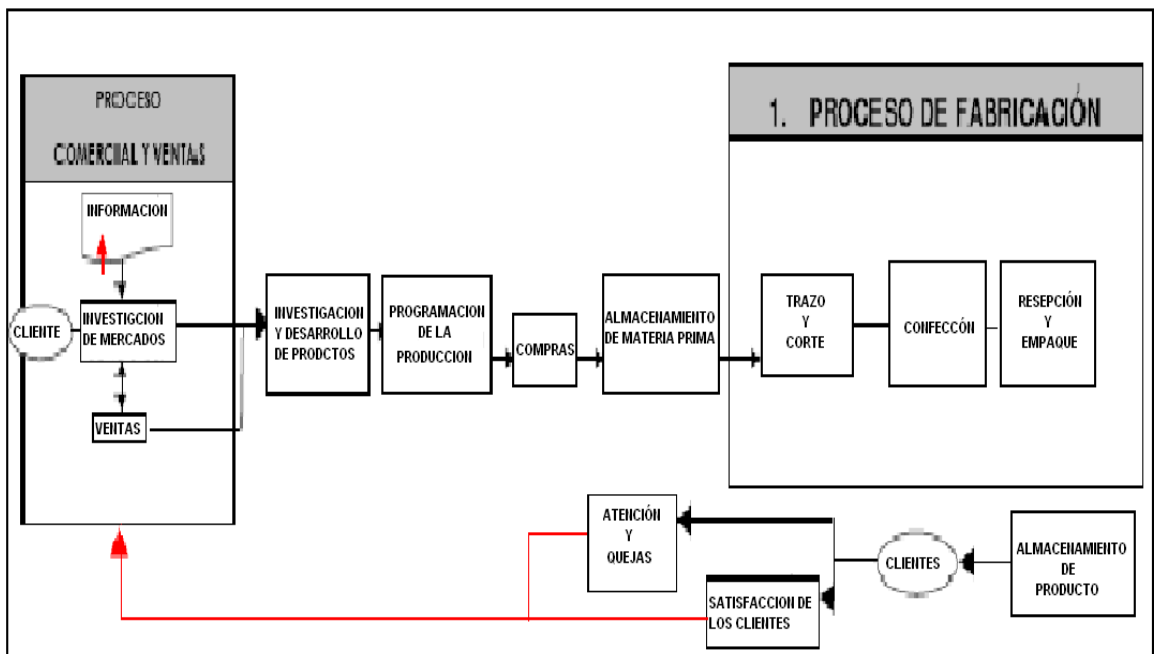 PROCESO
COMERCIAL Y VENTAS
INFORMACION
CLIENTE
INVESTIGCION
DE MERCADOS
VENTAS
INVESTIGACION
Y DESARROLLO
DE PRODCTOS
PROGRAMACION
DE LA
PRODUCCION
COMPRAS
ALMACENAMIENTO
DE MATERIA PRIMA
1. PROCESO DE FABRICACIÓN
TRAZO
Y
CORTE
CONFECCÓN
RESEPCIÓN
Y
EMPAQUE
ATENCIÓN
Y
QUEJAS
SATISFACCION DE
LOS CLIENTES
CLIENTES
ALMACENAMIENTO
DE
PRODUCTO